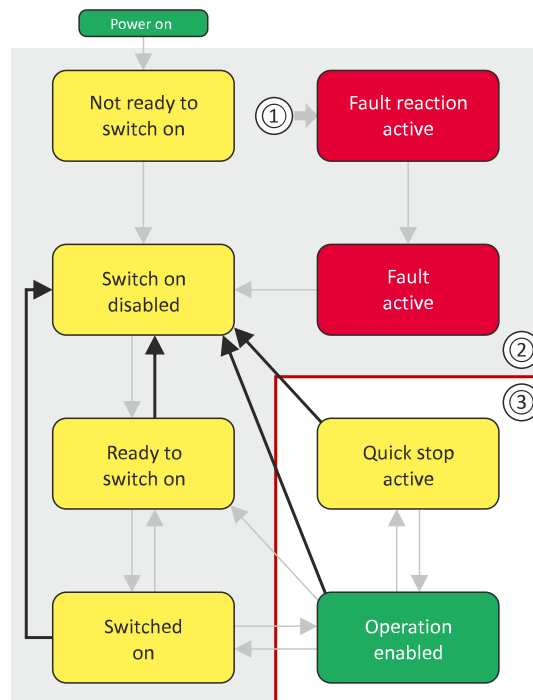 Power on
Not ready to
switch on
①
Fault reaction
active
Switch on
disabled
Fault
active
②
③
Ready to
switch on
Quick stop
active
Switched
on
Operation
enabled